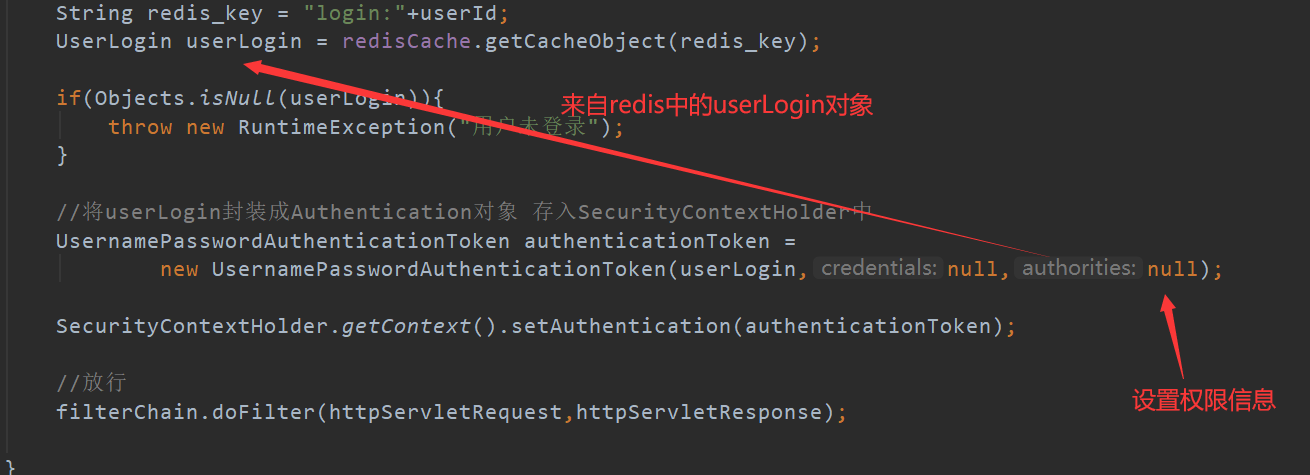 String redis_key = "login:"+userId;
UserLogin userLogin = redisCache.getCacheObject(redis_key);
if(Objects.isNull(userLogin)){
来自redis中的userLogin对象
throw new RuntimeException("用户未登录");
}
//将userLogin封装成Authentication对象 存入SecurityContextHolder中
UsernamePasswordAuthenticationToken authenticationToken =
new UsernamePasswordAuthenticationToken(userLogin, credentials: null, authorities: null);
SecurityContextHolder.getContext().setAuthentication(authenticationToken);
//放行
设置权限信息
filterChain.doFilter(httpServletRequest,httpServletResponse);
}